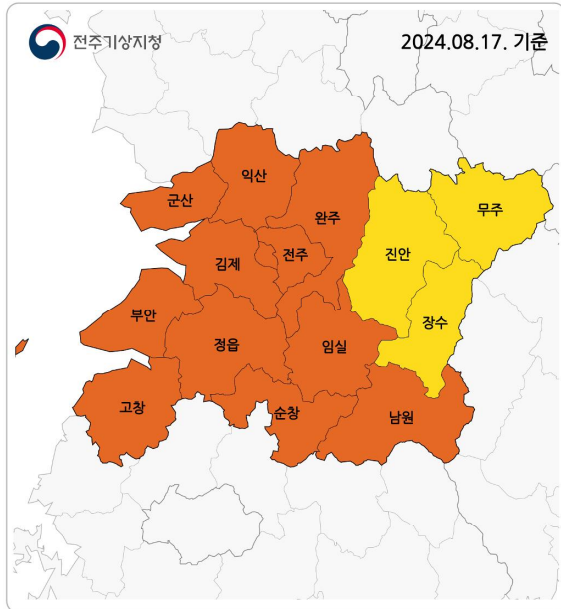 전주기상지청
2024.08.17. 기준
익산
군산
완주
무주
전주
진안
김제
부안
장수
정읍
임실
고창
순창
남원